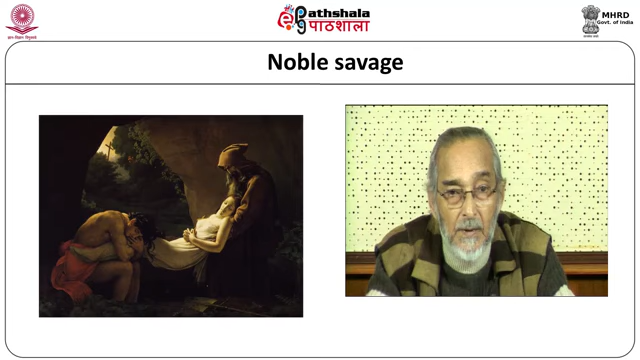 Pathshala
पाठशाला
MHRD
Govt. of India
Noble savage